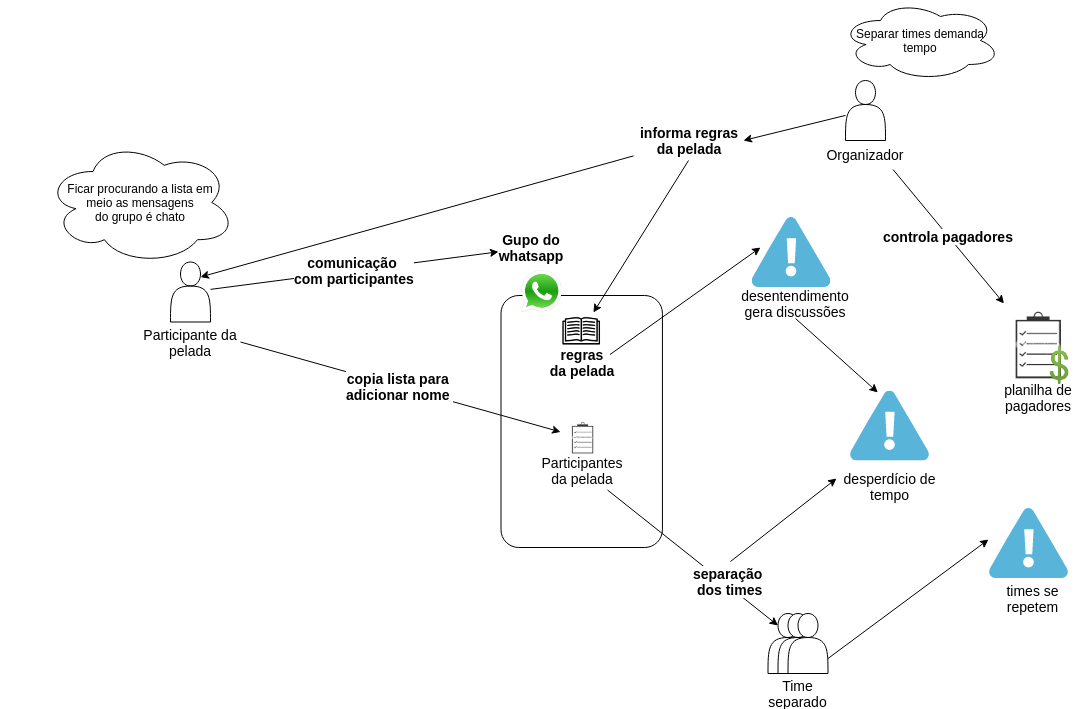 Separar times demanda
tempo
Organizador
informa regras
da pelada
Ficar procurando a lista em
meio as mensagens
do grupo é chato
Participante da
pelada
comunicação
com participantes
Gupo do
whatsapp
controla pagadores
desentendimento
gera discussões
regras
da pelada
copia lista para
adicionar nome
$
planilha de
pagadores
Participantes
da pelada
desperdício de
tempo
separação
dos times
times se
repetem
Time
separado